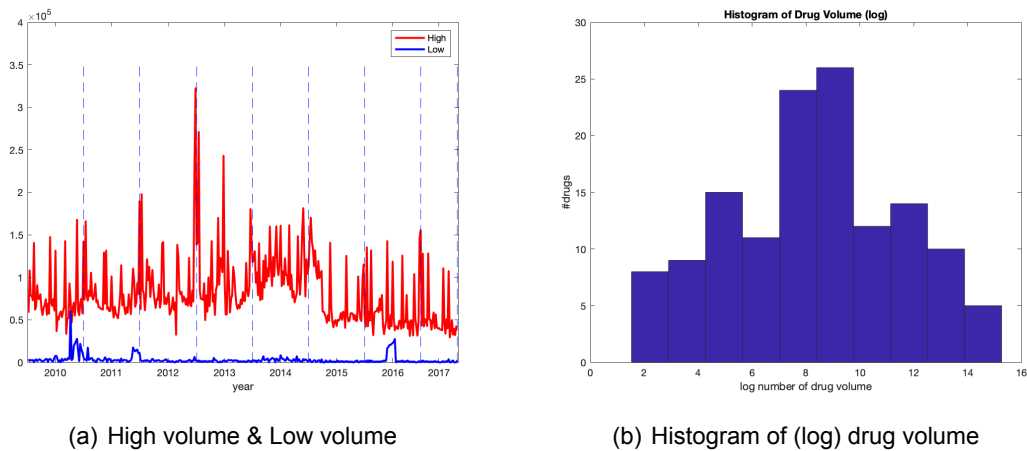 ×10⁵
4
3.5
3
2.5
2
1.5
1
0.5
0
2010 2011 2012 2013 2014 2015 2016 2017
year
High
Low
(a) High volume & Low volume
Histogram of Drug Volume (log)
30
25
20
15
10
5
0
#drugs
0 2 4 6 8 10 12 14 16
log number of drug volume
(b) Histogram of (log) drug volume